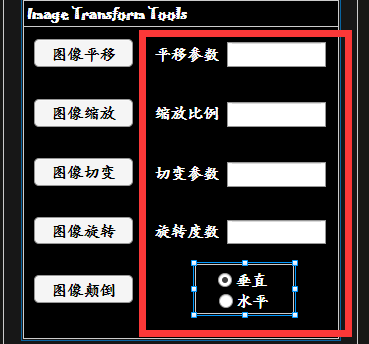 Image Transform Tools
图像平移 平移参数
图像缩放 缩放比例
图像切变 切变参数
图像旋转 旋转度数
图像颠倒 垂直
水平